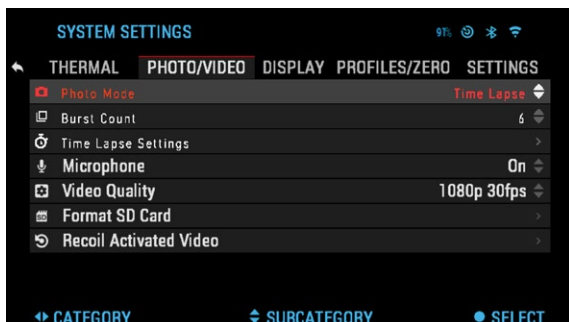 SYSTEM SETTINGS 91%
THERMAL PHOTO/VIDEO DISPLAY PROFILES/ZERO SETTINGS
Photo Mode Time Lapse
Burst Count 6
Time Lapse Settings
Microphone On
Video Quality 1080p 30fps
Format SD Card
Recoil Activated Video
CATEGORY SUBCATEGORY SELECT